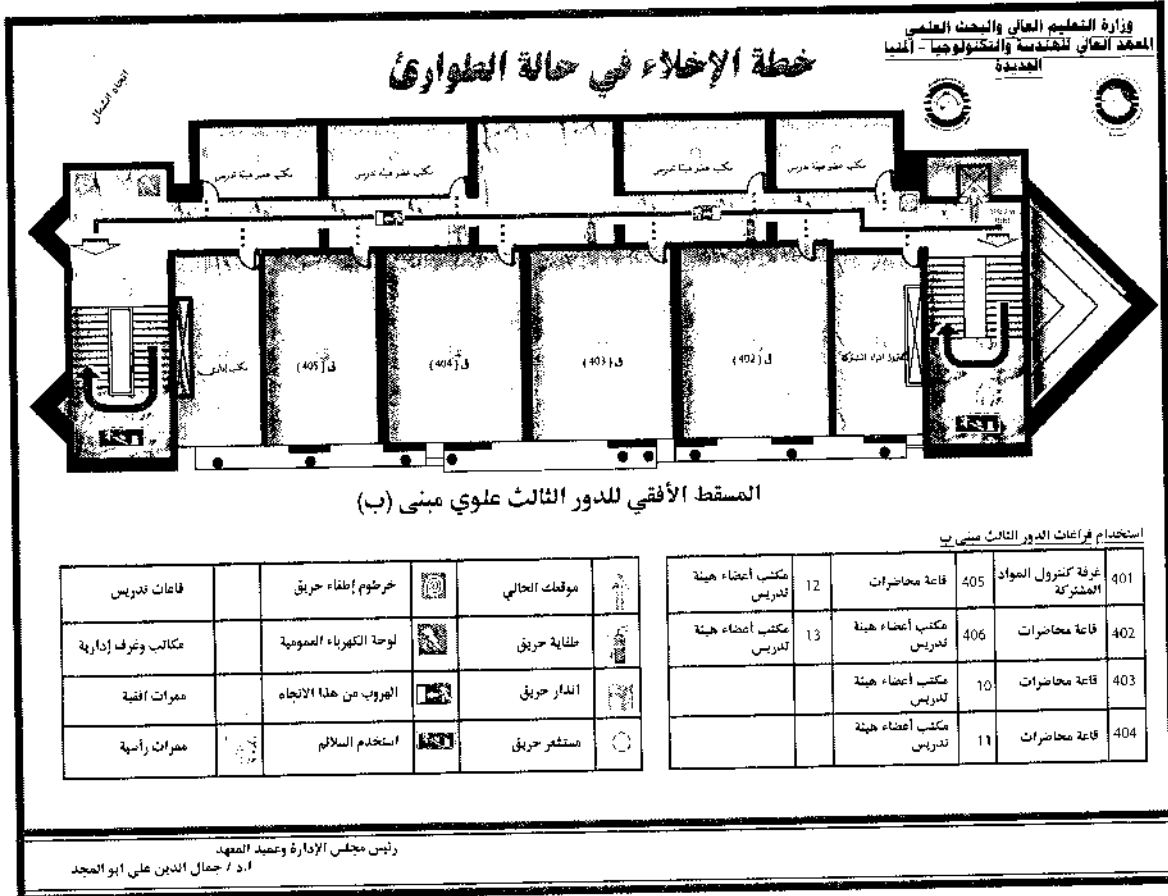 وزارة التعليم العالي والبحث العلمي
المعهد العالي للهندسة والتكنولوجيا - المنيا
الجديدة
خطة الإخلاء في حالة الطوارئ
اتجاه الشمال
مكتب عضو هيئة تدريس
مكتب عضو هيئة تدريس
مكتب عضو هيئة تدريس
مكتب عضو هيئة تدريس
ق (402)
ق (403)
ق (404)
ق (405)
مكتب إداري
المسقط الأفقي للدور الثالث علوي مبنى (ب)
استخدام فراغات الدور الثالث مبنى ب
401 غرفة كنترول المواد المشتركة 405 قاعة محاضرات 12 مكتب أعضاء هيئة تدريس
402 قاعة محاضرات 406 مكتب أعضاء هيئة تدريس 13 مكتب أعضاء هيئة تدريس
403 قاعة محاضرات 10 مكتب أعضاء هيئة تدريس
404 قاعة محاضرات 11 مكتب أعضاء هيئة تدريس
موقعك الحالي خرطوم إطفاء حريق قاعات تدريس
طفاية حريق لوحة الكهرباء العمومية مكاتب وغرف إدارية
انذار حريق الهروب من هذا الاتجاه ممرات افقية
مستشعر حريق استخدم السلالم ممرات رأسية
رئيس مجلس الإدارة وعميد المعهد
ا.د / جمال الدين علي ابو المجد